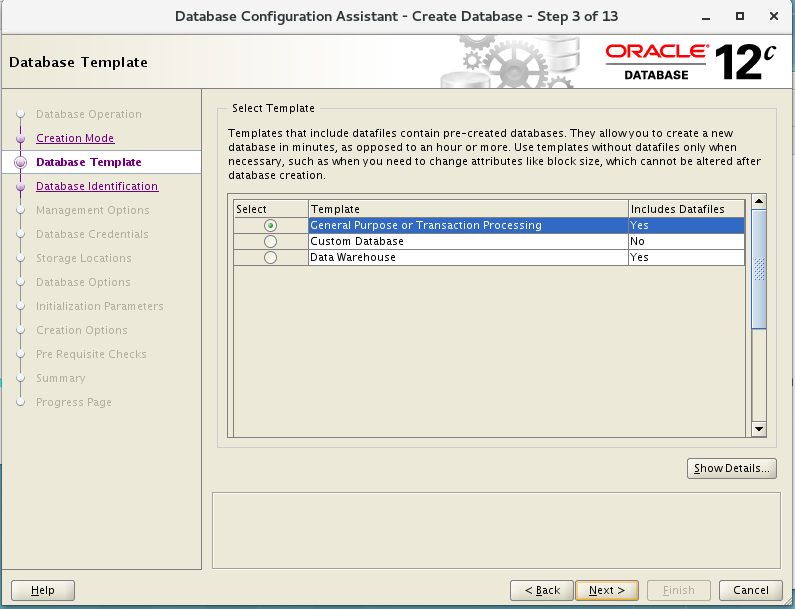 Database Configuration Assistant - Create Database - Step 3 of 13
Database Template
ORACLE
DATABASE
12c
Database Operation
Creation Mode
Database Template
Database Identification
Management Options
Database Credentials
Storage Locations
Database Options
Initialization Parameters
Creation Options
Pre Requisite Checks
Summary
Progress Page
Select Template
Templates that include datafiles contain pre-created databases. They allow you to create a new
database in minutes, as opposed to an hour or more. Use templates without datafiles only when
necessary, such as when you need to change attributes like block size, which cannot be altered after
database creation.
Select Template Includes Datafiles
General Purpose or Transaction Processing Yes
Custom Database No
Data Warehouse Yes
Show Details...
Help < Back Next > Finish Cancel